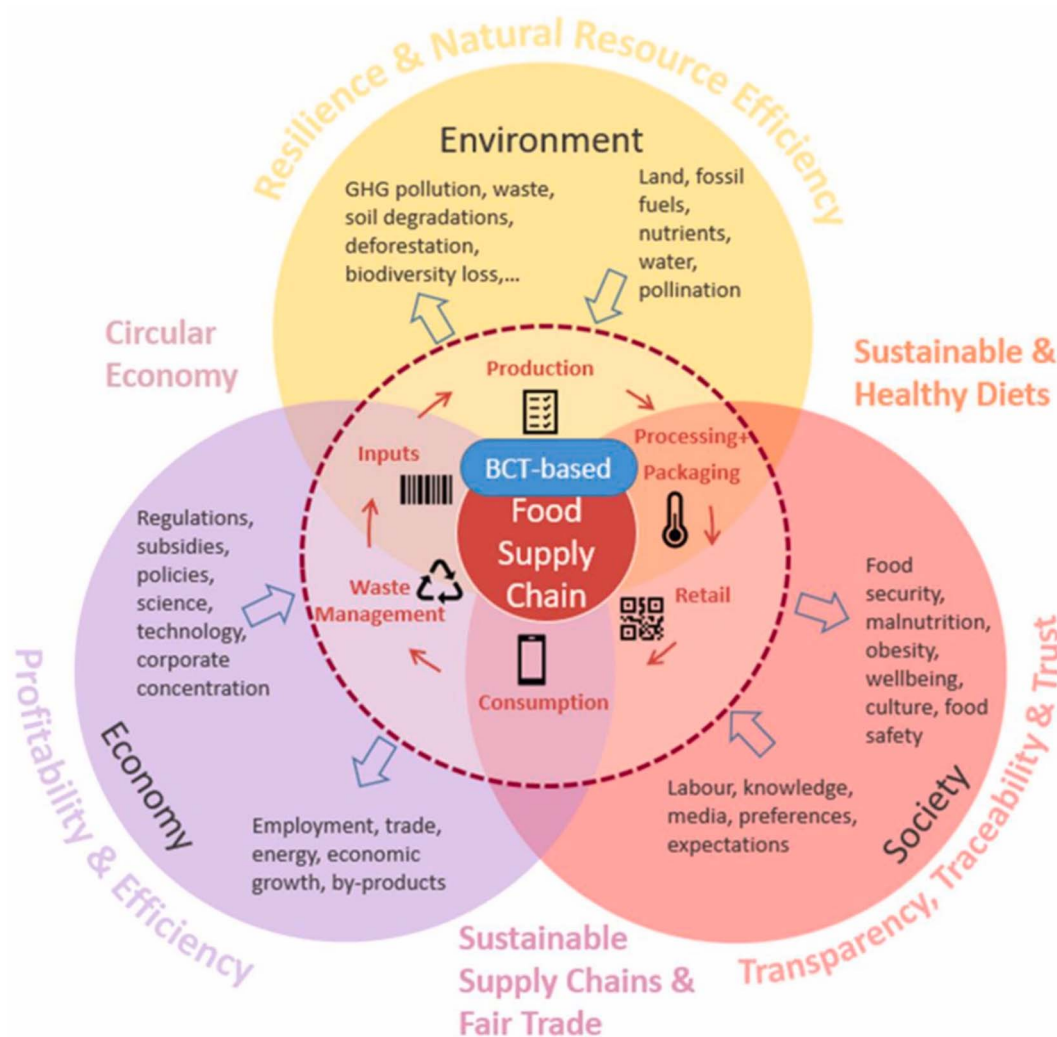 Resilience & Natural Resource Efficiency
Environment
GHG pollution, waste,
soil degradations,
deforestation,
biodiversity loss,...
Land, fossil
fuels,
nutrients,
water,
pollination
Circular
Economy
Sustainable &
Healthy Diets
Production
Processing+
Packaging
Inputs
BCT-based
Food
Supply
Chain
Retail
Waste
Management
Consumption
Regulations,
subsidies,
policies,
science,
technology,
corporate
concentration
Food
security,
malnutrition,
obesity,
wellbeing,
culture, food
safety
Economy
Employment, trade,
energy, economic
growth, by-products
Labour, knowledge,
media, preferences,
expectations
Society
Profitability & Efficiency
Transparency, Traceability & Trust
Sustainable
Supply Chains &
Fair Trade